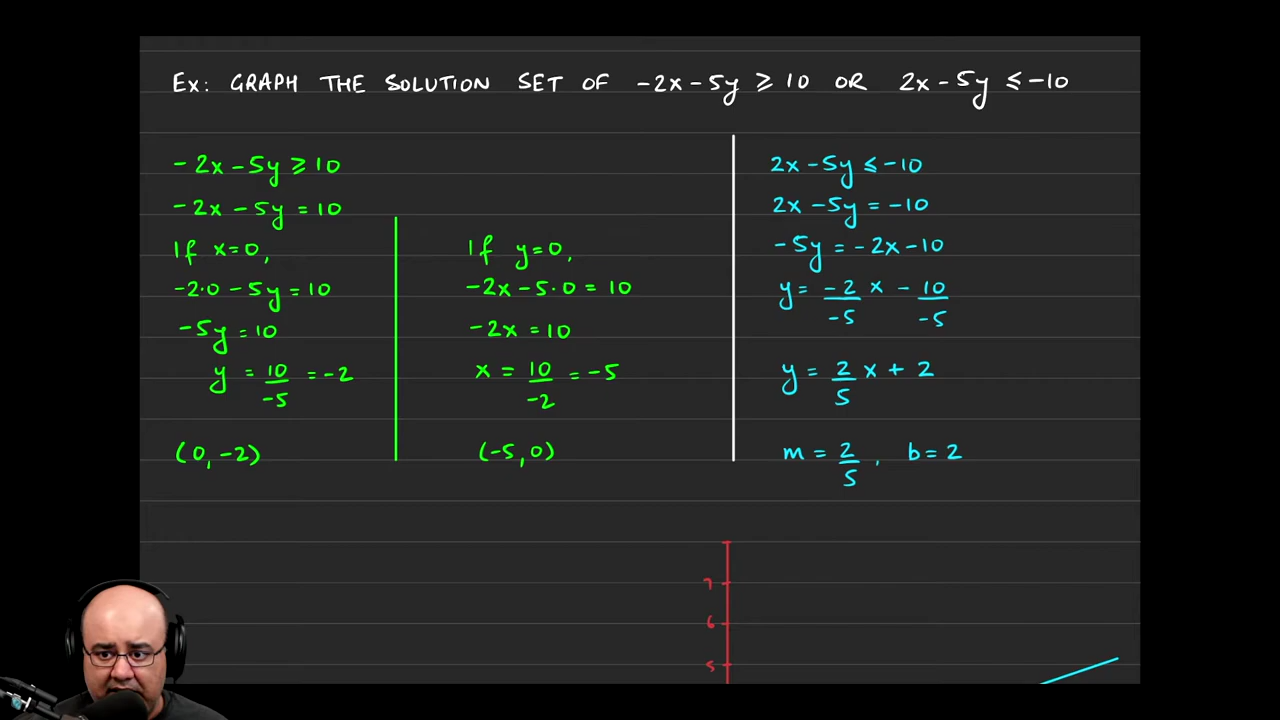 Ex: GRAPH THE SOLUTION SET OF -2x-5y ≥ 10 OR 2x-5y ≤ -10
-2x-5y ≥ 10
-2x-5y = 10
If x=0,
-2·0-5y=10
-5y=10
y = 10/-5 = -2
(0,-2)
If y=0,
-2x-5·0=10
-2x=10
x = 10/-2 = -5
(-5,0)
2x-5y ≤ -10
2x-5y = -10
-5y = -2x-10
y = -2/-5 x - 10/-5
y = 2/5 x + 2
m = 2/5, b=2
7
6
5